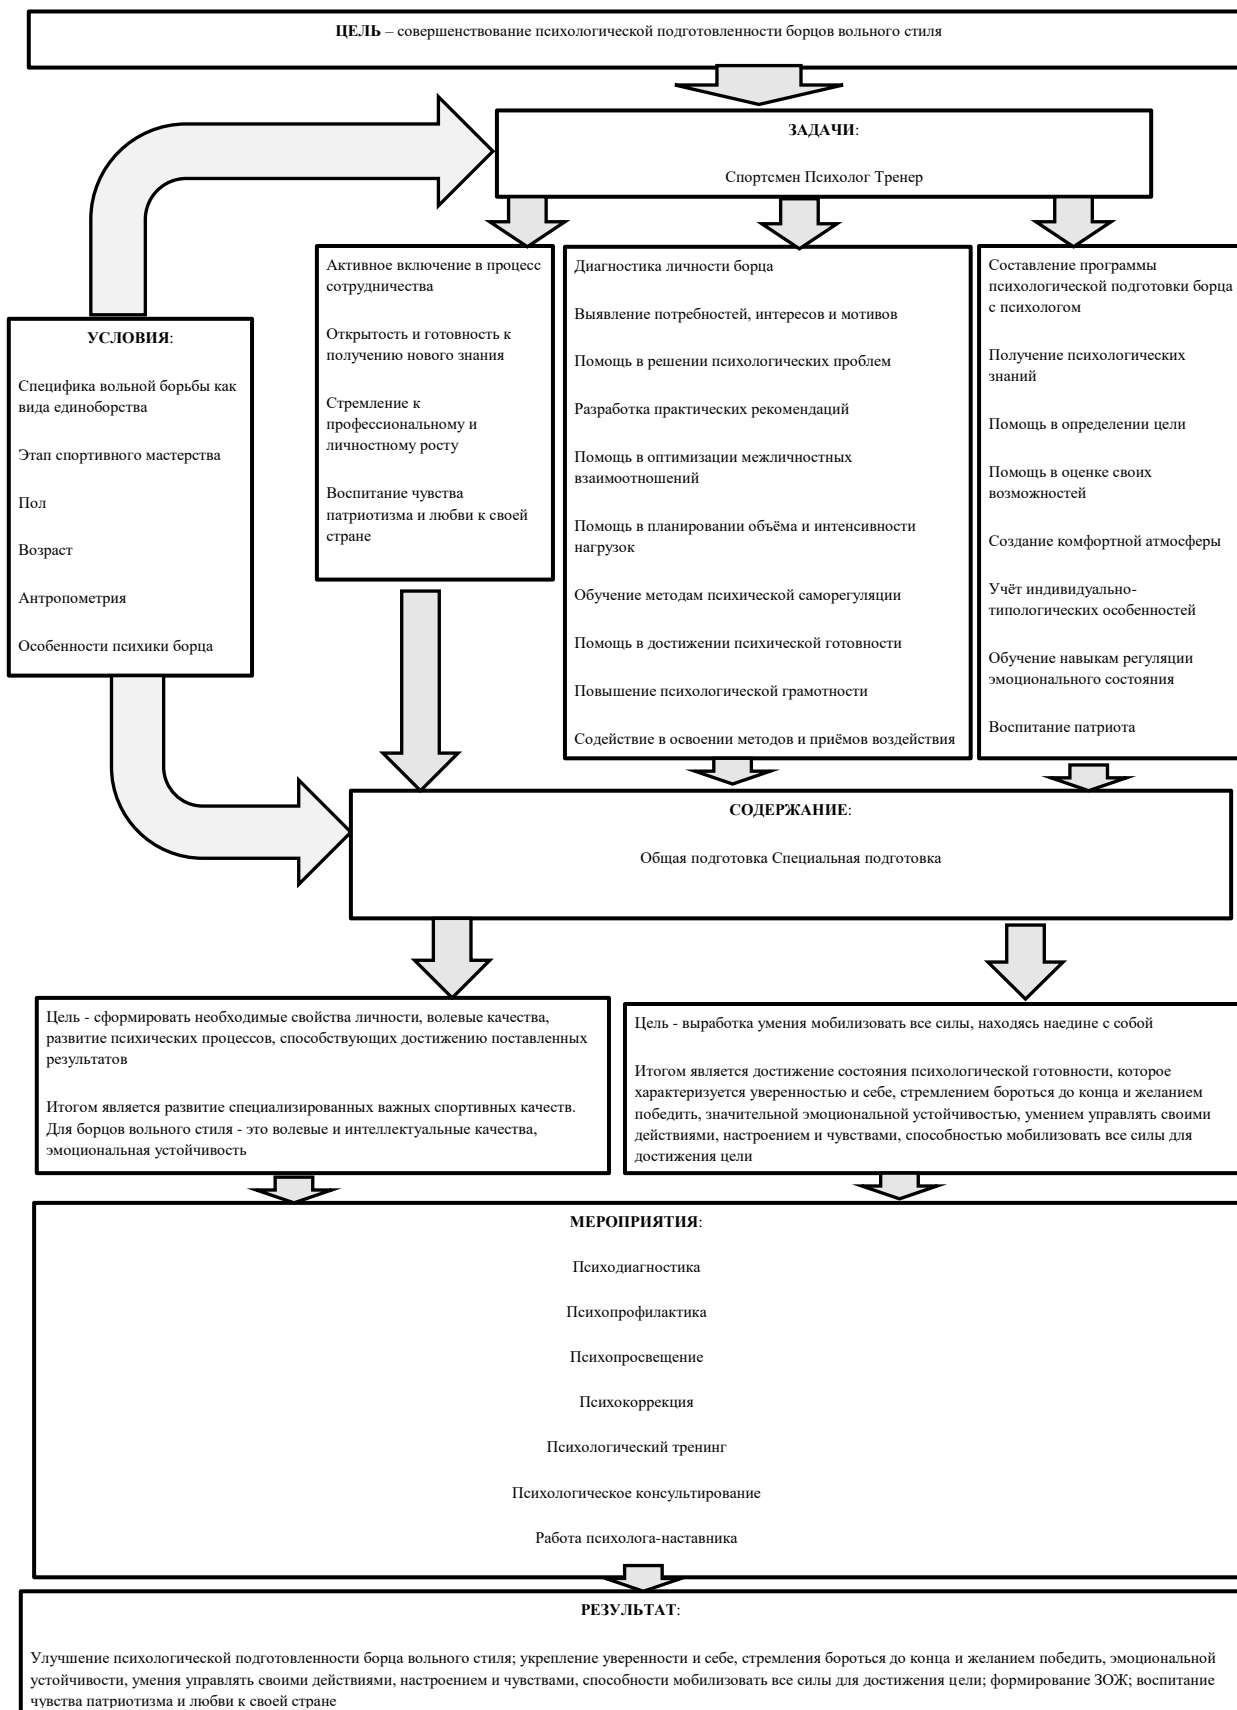 ЦЕЛЬ – совершенствование психологической подготовленности борцов вольного стиля
ЗАДАЧИ:
Спортсмен Психолог Тренер
УСЛОВИЯ:
Специфика вольной борьбы как
вида единоборства
Этап спортивного мастерства
Пол
Возраст
Антропометрия
Особенности психики борца
Активное включение в процесс
сотрудничества
Открытость и готовность к
получению нового знания
Стремление к
профессиональному и
личностному росту
Воспитание чувства
патриотизма и любви к своей
стране
Диагностика личности борца
Выявление потребностей, интересов и мотивов
Помощь в решении психологических проблем
Разработка практических рекомендаций
Помощь в оптимизации межличностных
взаимоотношений
Помощь в планировании объёма и интенсивности
нагрузок
Обучение методам психической саморегуляции
Помощь в достижении психической готовности
Повышение психологической грамотности
Содействие в освоении методов и приёмов воздействия
Составление программы
психологической подготовки борца
с психологом
Получение психологических
знаний
Помощь в определении цели
Помощь в оценке своих
возможностей
Создание комфортной атмосферы
Учёт индивидуально-
типологических особенностей
Обучение навыкам регуляции
эмоционального состояния
Воспитание патриота
СОДЕРЖАНИЕ:
Общая подготовка Специальная подготовка
Цель - сформировать необходимые свойства личности, волевые качества,
развитие психических процессов, способствующих достижению поставленных
результатов
Итогом является развитие специализированных важных спортивных качеств.
Для борцов вольного стиля - это волевые и интеллектуальные качества,
эмоциональная устойчивость
Цель - выработка умения мобилизовать все силы, находясь наедине с собой
Итогом является достижение состояния психологической готовности, которое
характеризуется уверенностью и себе, стремлением бороться до конца и желанием
победить, значительной эмоциональной устойчивостью, умением управлять своими
действиями, настроением и чувствами, способностью мобилизовать все силы для
достижения цели
МЕРОПРИЯТИЯ:
Психодиагностика
Психопрофилактика
Психопросвещение
Психокоррекция
Психологический тренинг
Психологическое консультирование
Работа психолога-наставника
РЕЗУЛЬТАТ:
Улучшение психологической подготовленности борца вольного стиля; укрепление уверенности и себе, стремления бороться до конца и желанием победить, эмоциональной
устойчивости, умения управлять своими действиями, настроением и чувствами, способности мобилизовать все силы для достижения цели; формирование ЗОЖ; воспитание
чувства патриотизма и любви к своей стране